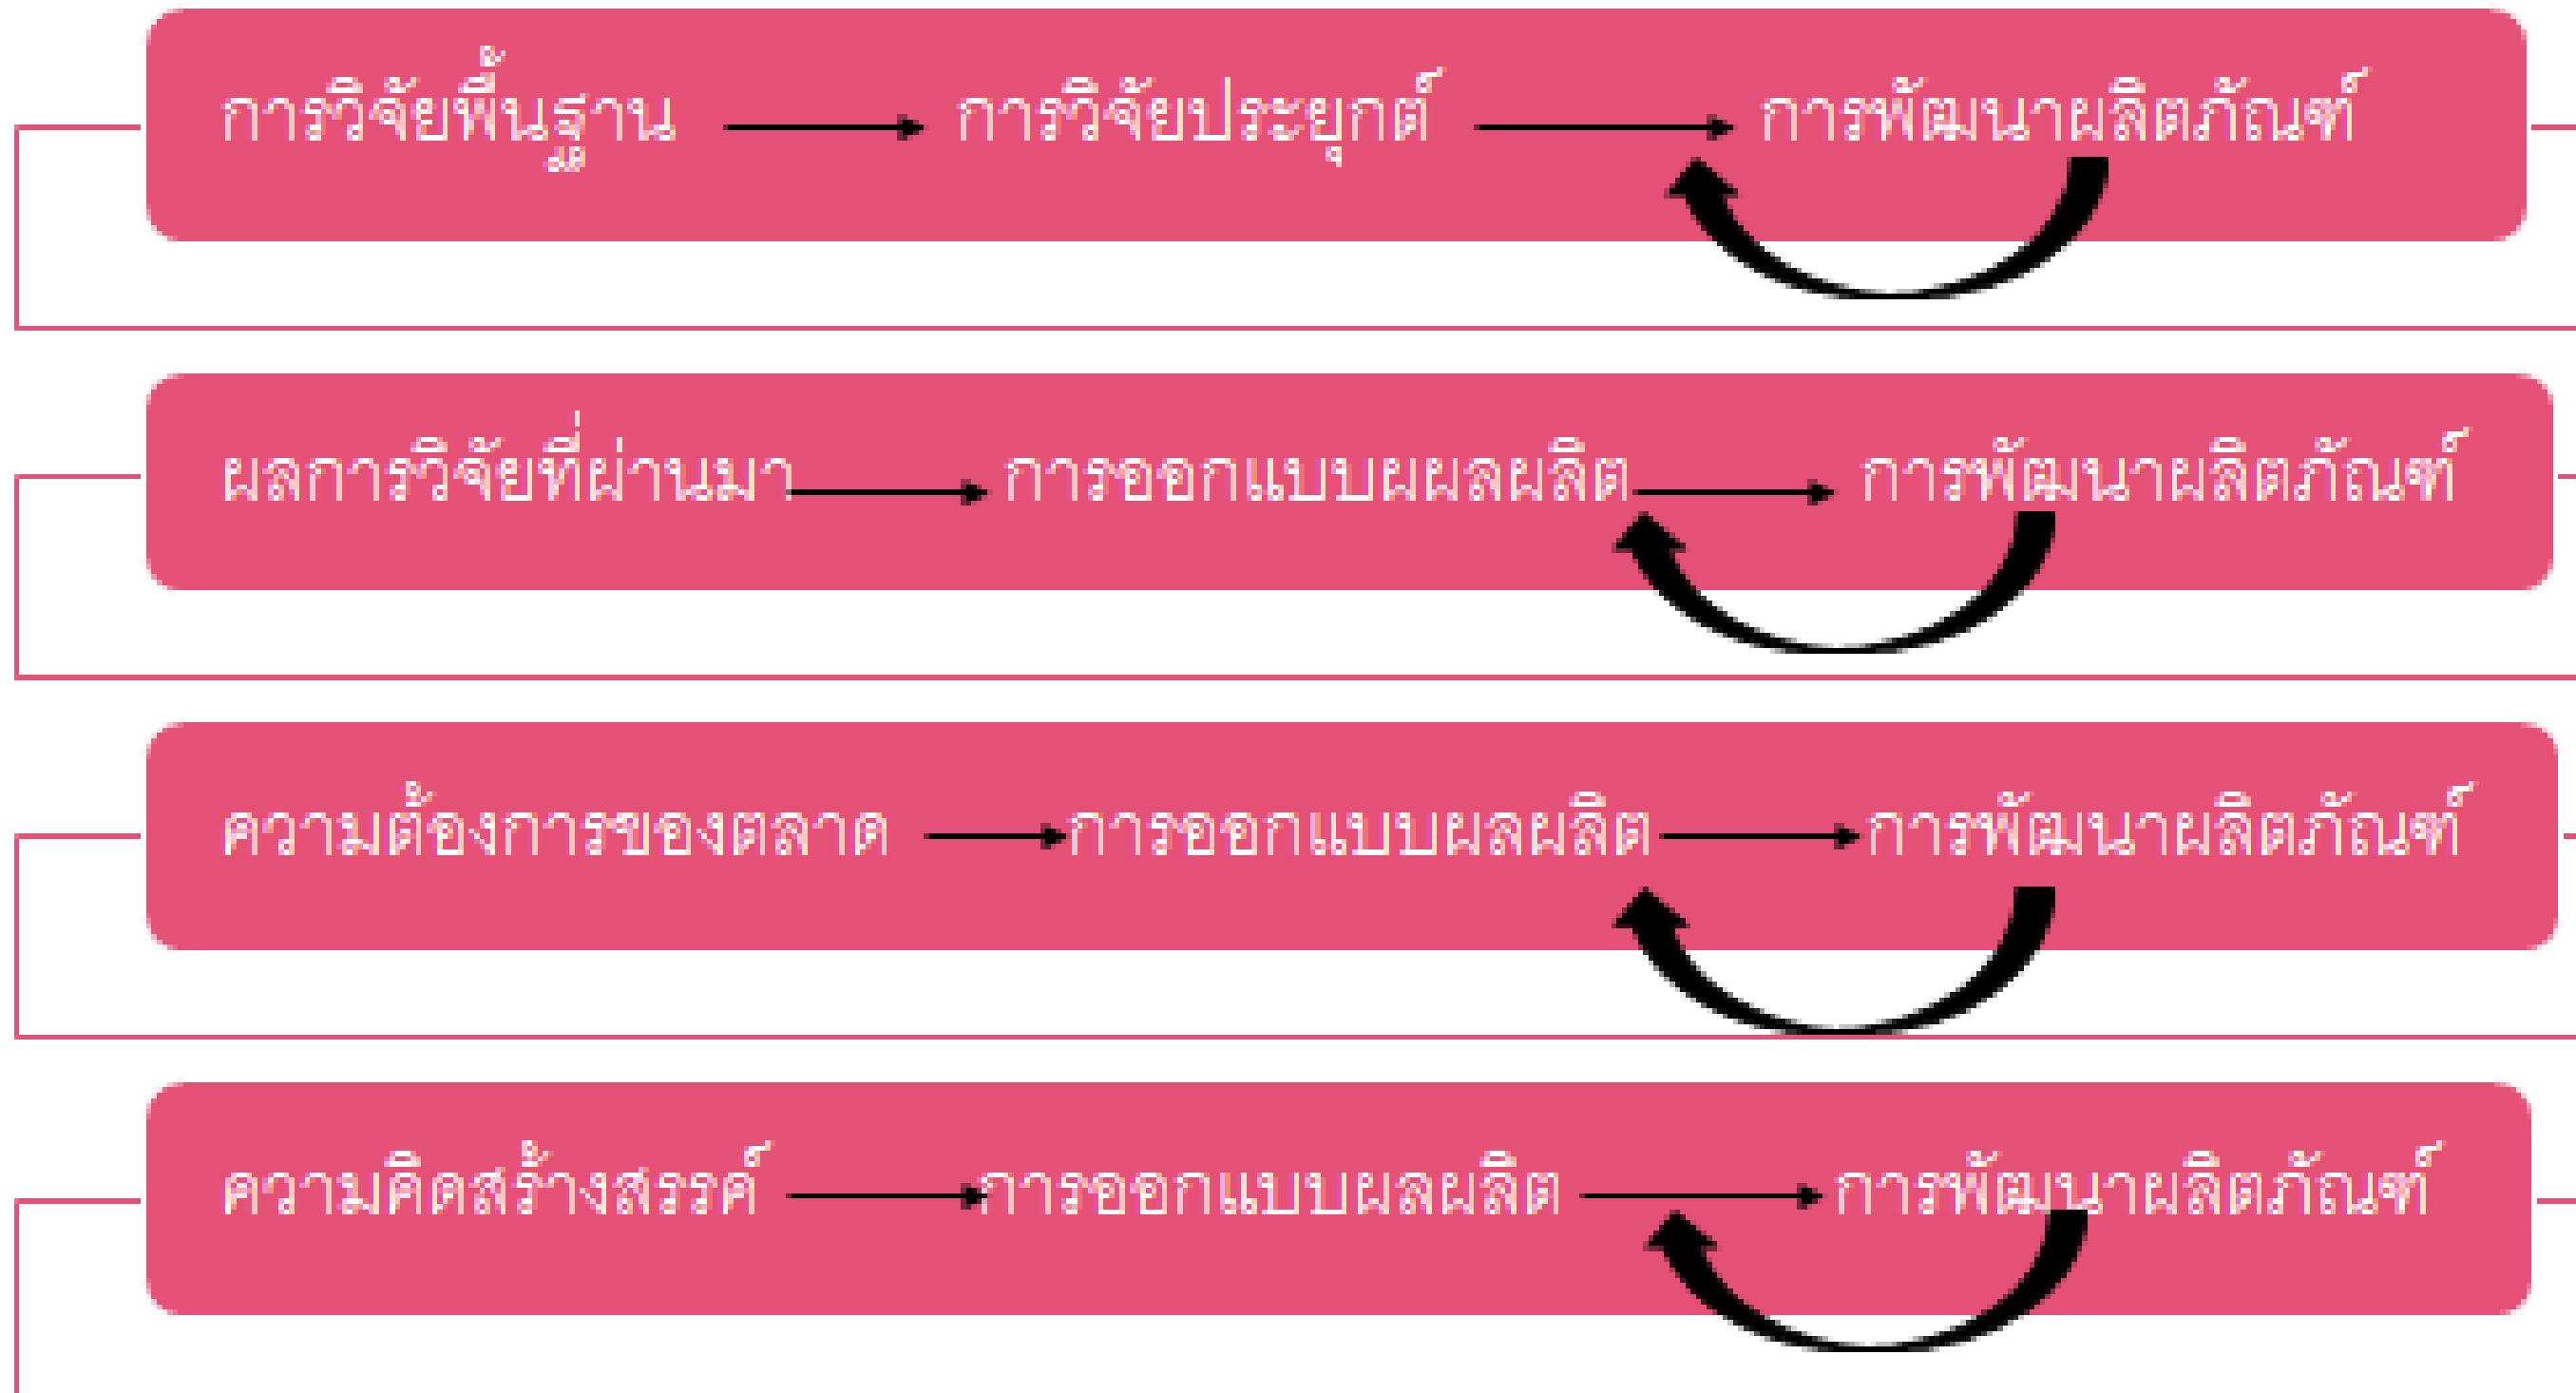 การวิจัยพื้นฐาน การวิจัยประยุกต์ การพัฒนาผลิตภัณฑ์
ผลการวิจัยที่ผ่านมา การออกแบบผผลผลิต การพัฒนาผลิตภัณฑ์
ความต้องการของตลาด การออกแบบผลผลิต การพัฒนาผลิตภัณฑ์
ความคิดสร้างสรรค์ การออกแบบผลผลิต การพัฒนาผลิตภัณฑ์